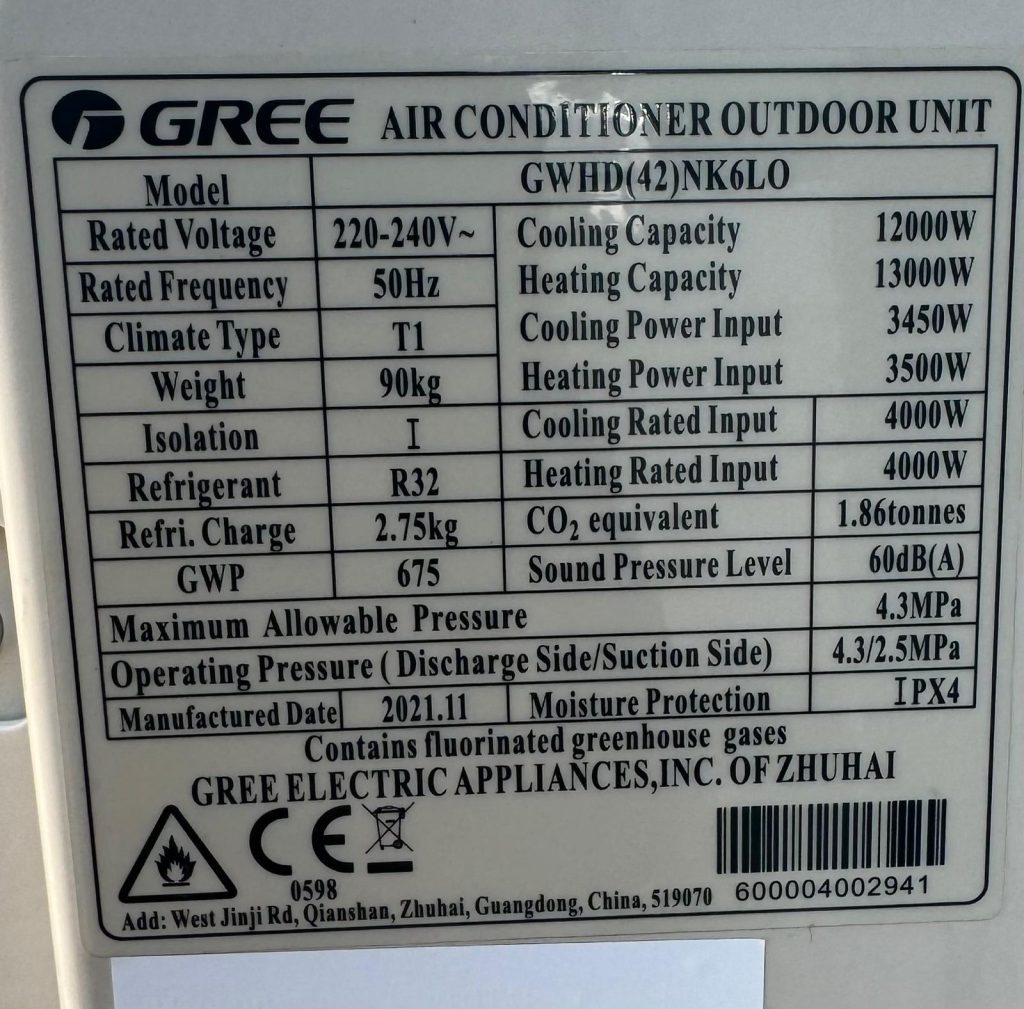 GREE AIR CONDITIONER OUTDOOR UNIT
Model GWHD(42)NK6LO
Rated Voltage 220-240V~ Cooling Capacity 12000W
Rated Frequency 50Hz Heating Capacity 13000W
Climate Type T1 Cooling Power Input 3450W
Weight 90kg Heating Power Input 3500W
Isolation I Cooling Rated Input 4000W
Refrigerant R32 Heating Rated Input 4000W
Refri. Charge 2.75kg CO₂ equivalent 1.86tonnes
GWP 675 Sound Pressure Level 60dB(A)
Maximum Allowable Pressure 4.3MPa
Operating Pressure ( Discharge Side/Suction Side) 4.3/2.5MPa
Manufactured Date 2021.11 Moisture Protection IPX4
Contains fluorinated greenhouse gases
GREE ELECTRIC APPLIANCES,INC. OF ZHUHAI
CE
0598
600004002941
Add: West Jinji Rd, Qianshan, Zhuhai, Guangdong, China, 519070